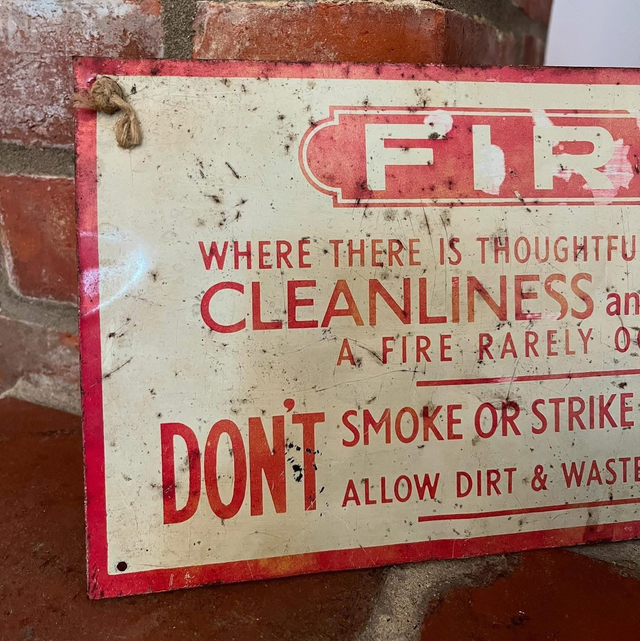 FIR
WHERE THERE IS THOUGHTFU
CLEANLINESS an
A FIRE RARELY O
DON'T SMOKE OR STRIKE
ALLOW DIRT & WASTE